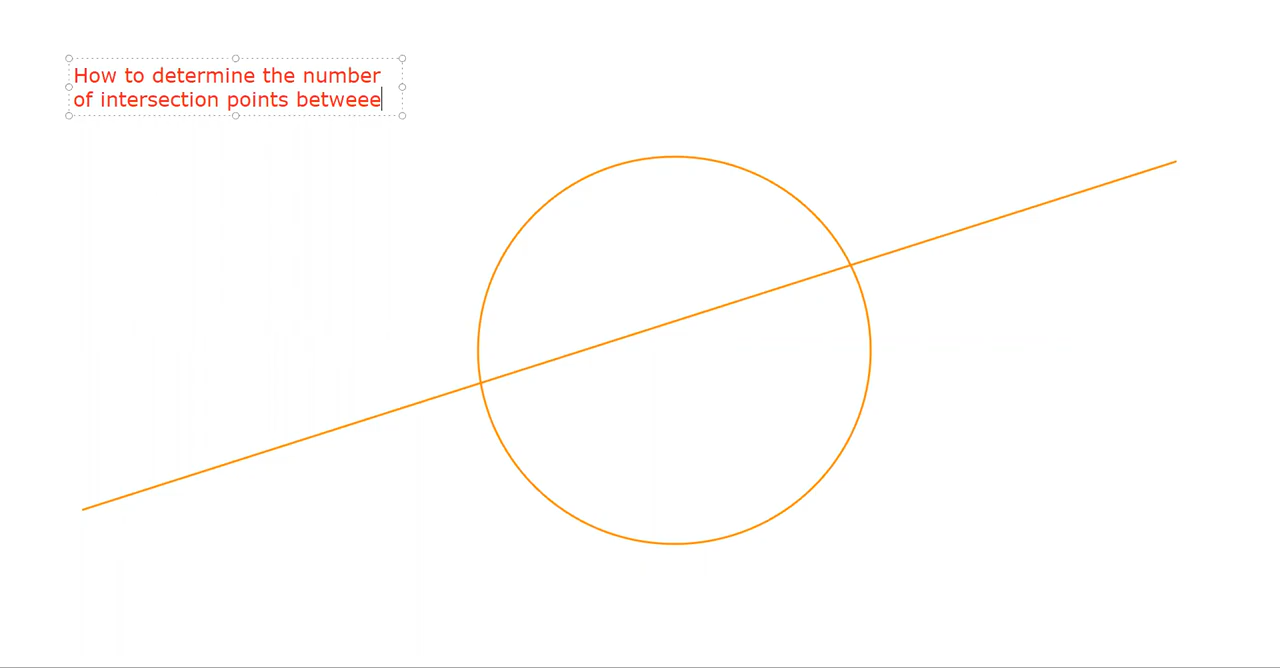 How to determine the number
of intersection points betweee